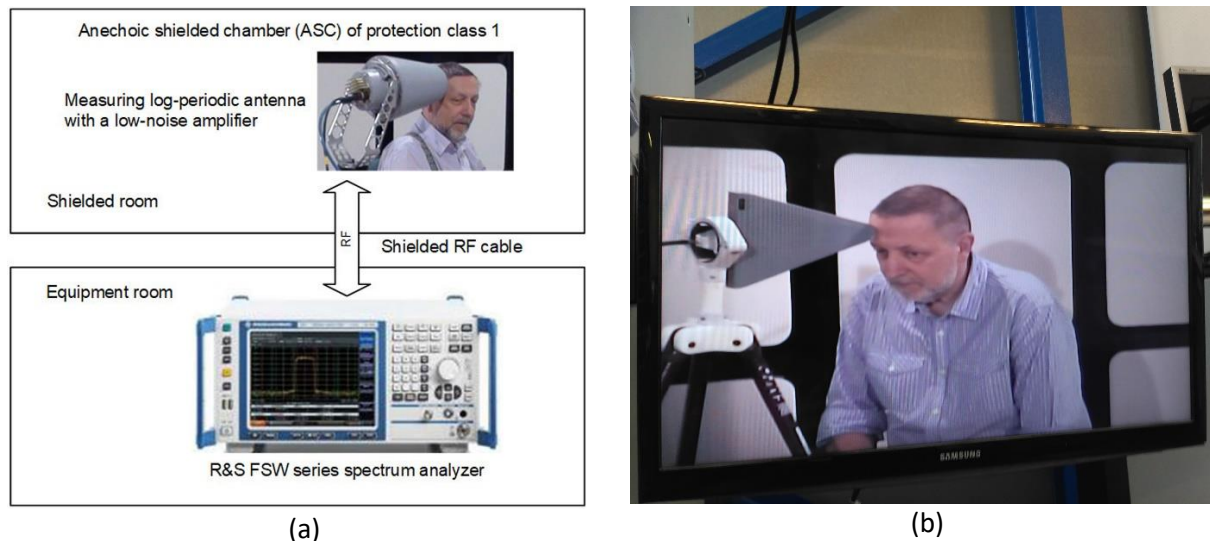 Anechoic shielded chamber (ASC) of protection class 1
Measuring log-periodic antenna
with a low-noise amplifier
Shielded room
RF
Shielded RF cable
Equipment room
R&S FSW series spectrum analyzer
(a)
SAMSUNG
(b)